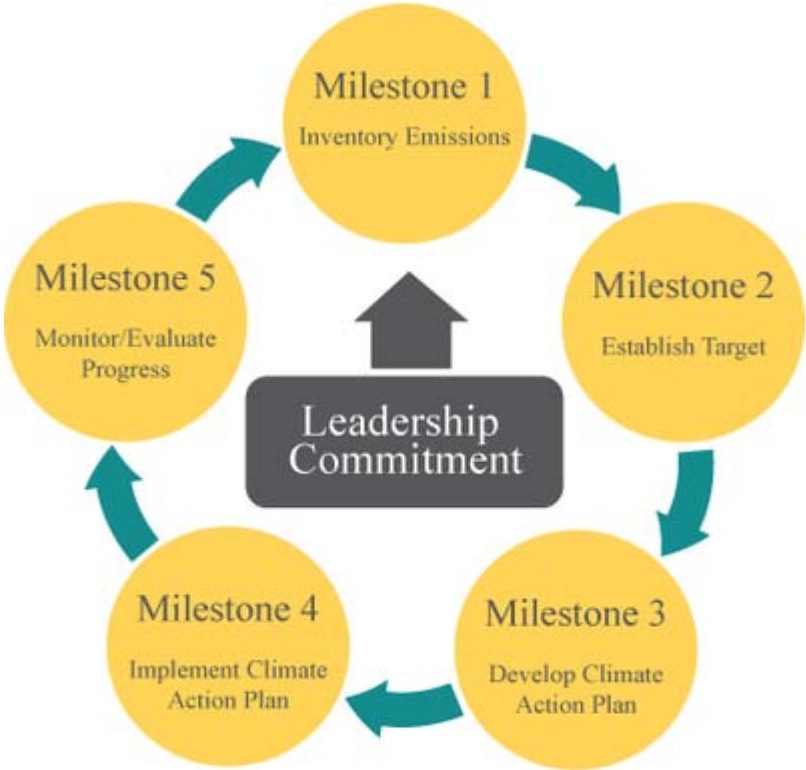 Milestone 1
Inventory Emissions
Milestone 2
Establish Target
Milestone 3
Develop Climate
Action Plan
Milestone 4
Implement Climate
Action Plan
Milestone 5
Monitor/Evaluate
Progress
Leadership
Commitment